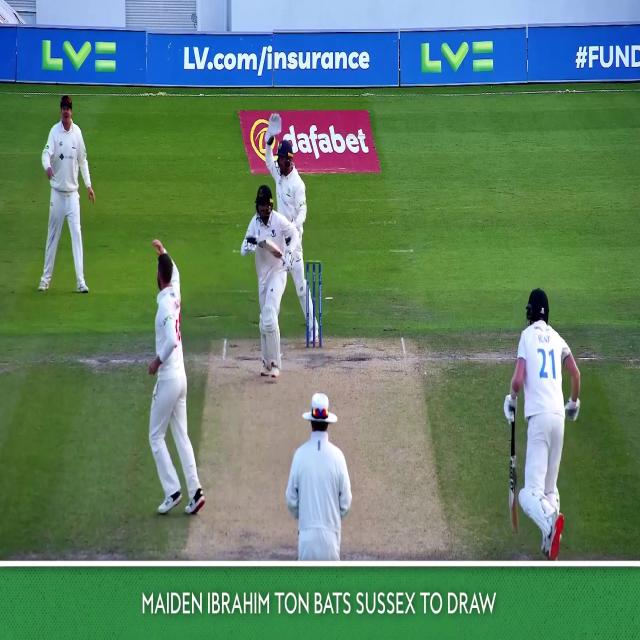 LV=
LV.com/insurance
LV=
#FUND
dafabet
21
MAIDEN IBRAHIM TON BATS SUSSEX TO DRAW